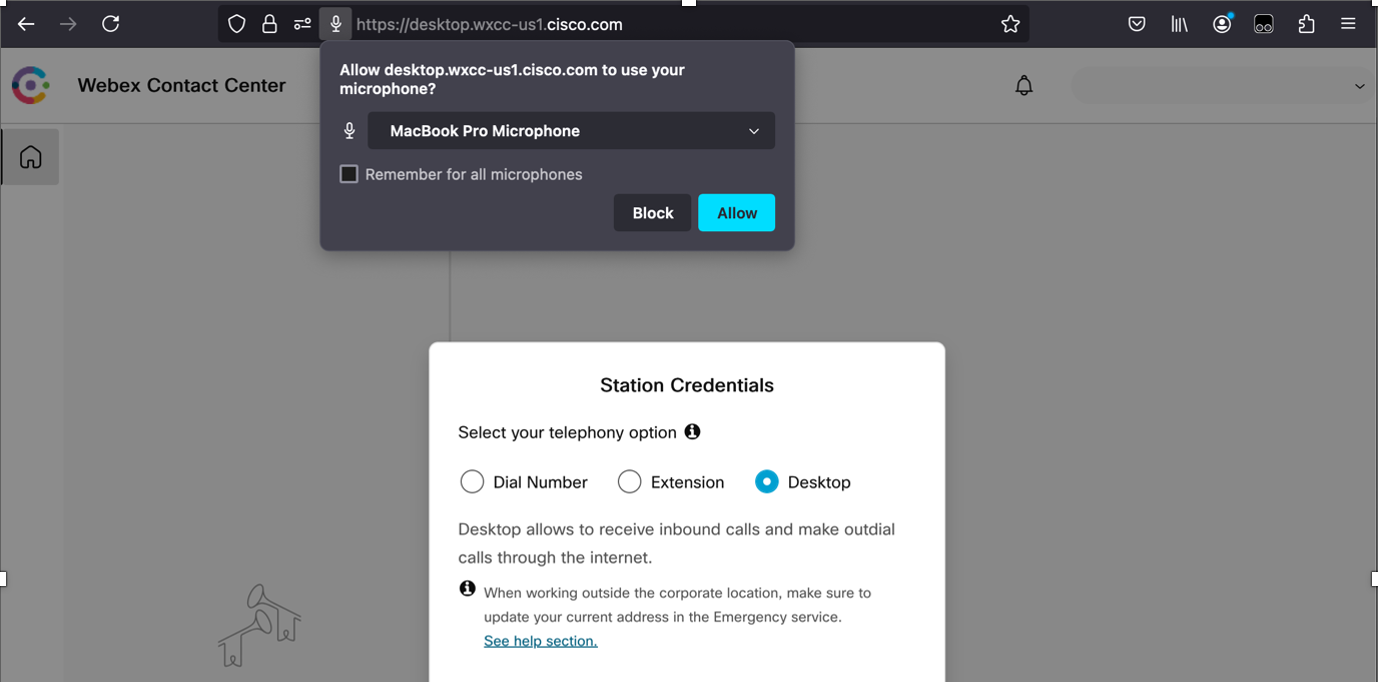 https://desktop.wxcc-us1.cisco.com
Allow desktop.wxcc-us1.cisco.com to use your
microphone?
MacBook Pro Microphone
Remember for all microphones
Block
Allow
Webex Contact Center
Station Credentials
Select your telephony option
Dial Number
Extension
Desktop
Desktop allows to receive inbound calls and make outdial
calls through the internet.
When working outside the corporate location, make sure to
update your current address in the Emergency service.
See help section.